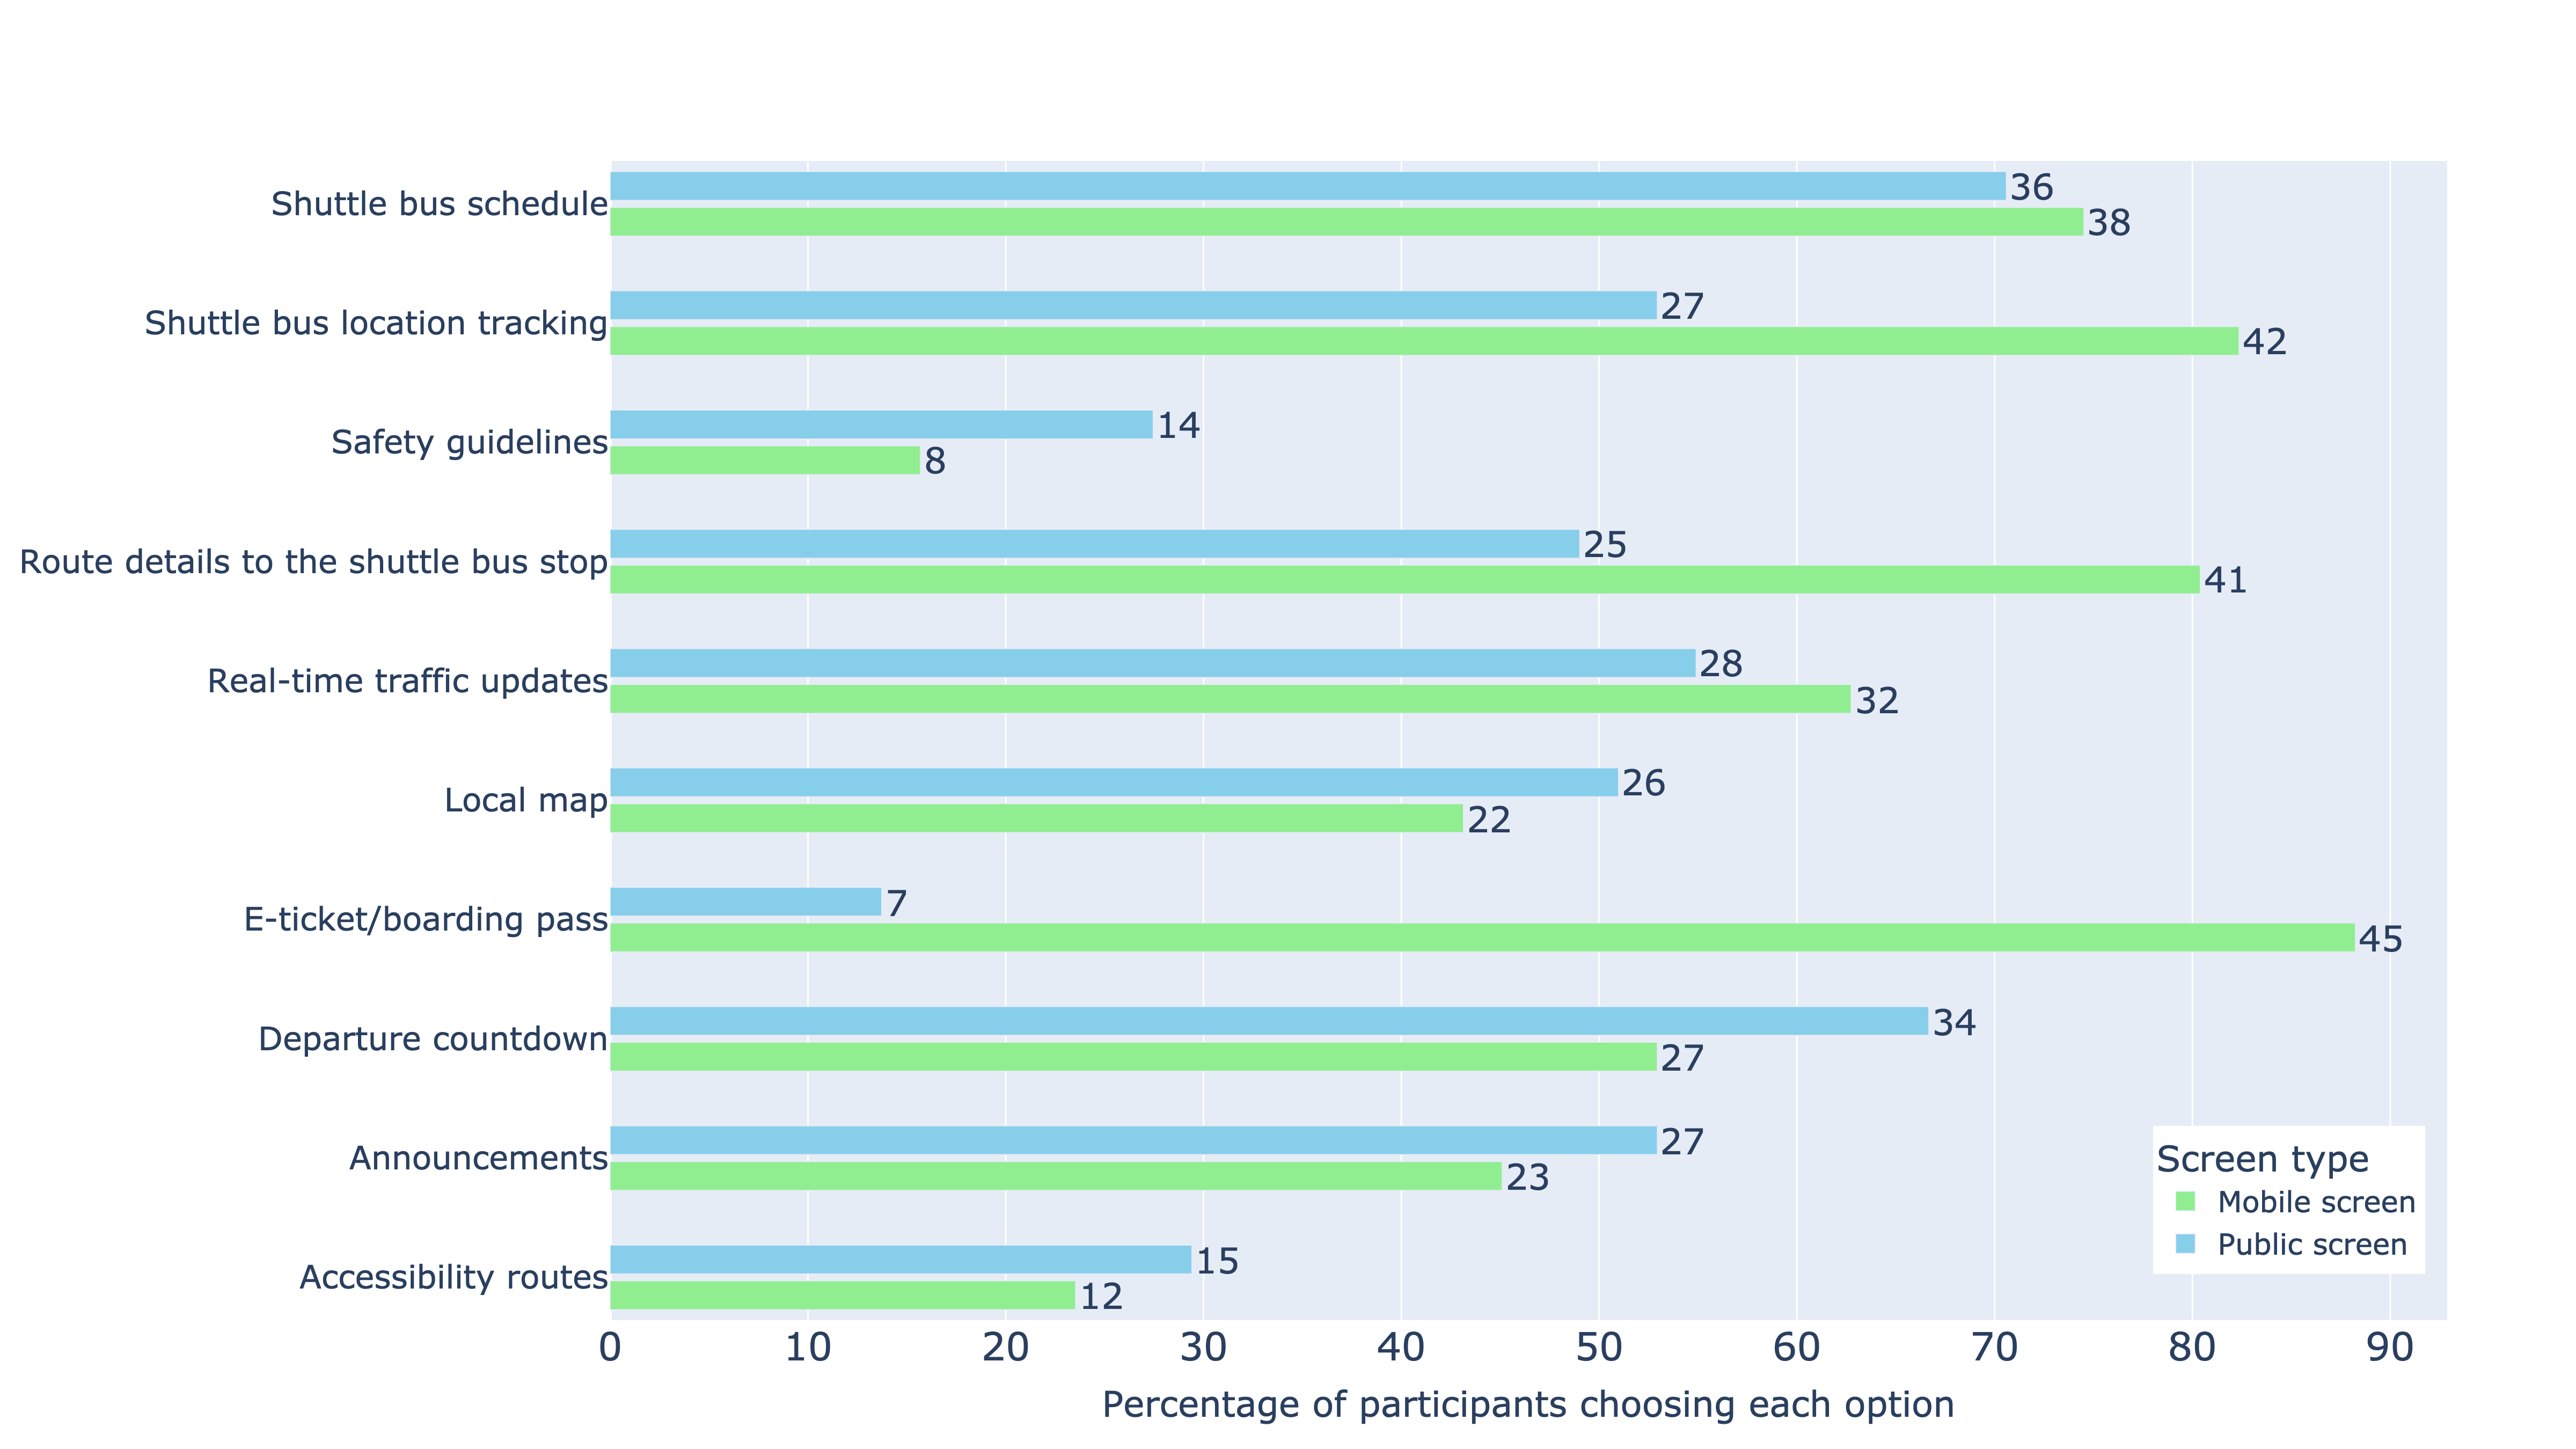 Shuttle bus schedule
36
38
Shuttle bus location tracking
27
42
Safety guidelines
14
8
Route details to the shuttle bus stop
25
41
Real-time traffic updates
28
32
Local map
26
22
E-ticket/boarding pass
7
45
Departure countdown
34
27
Announcements
27
23
Accessibility routes
15
12
Screen type
Mobile screen
Public screen
0 10 20 30 40 50 60 70 80 90
Percentage of participants choosing each option